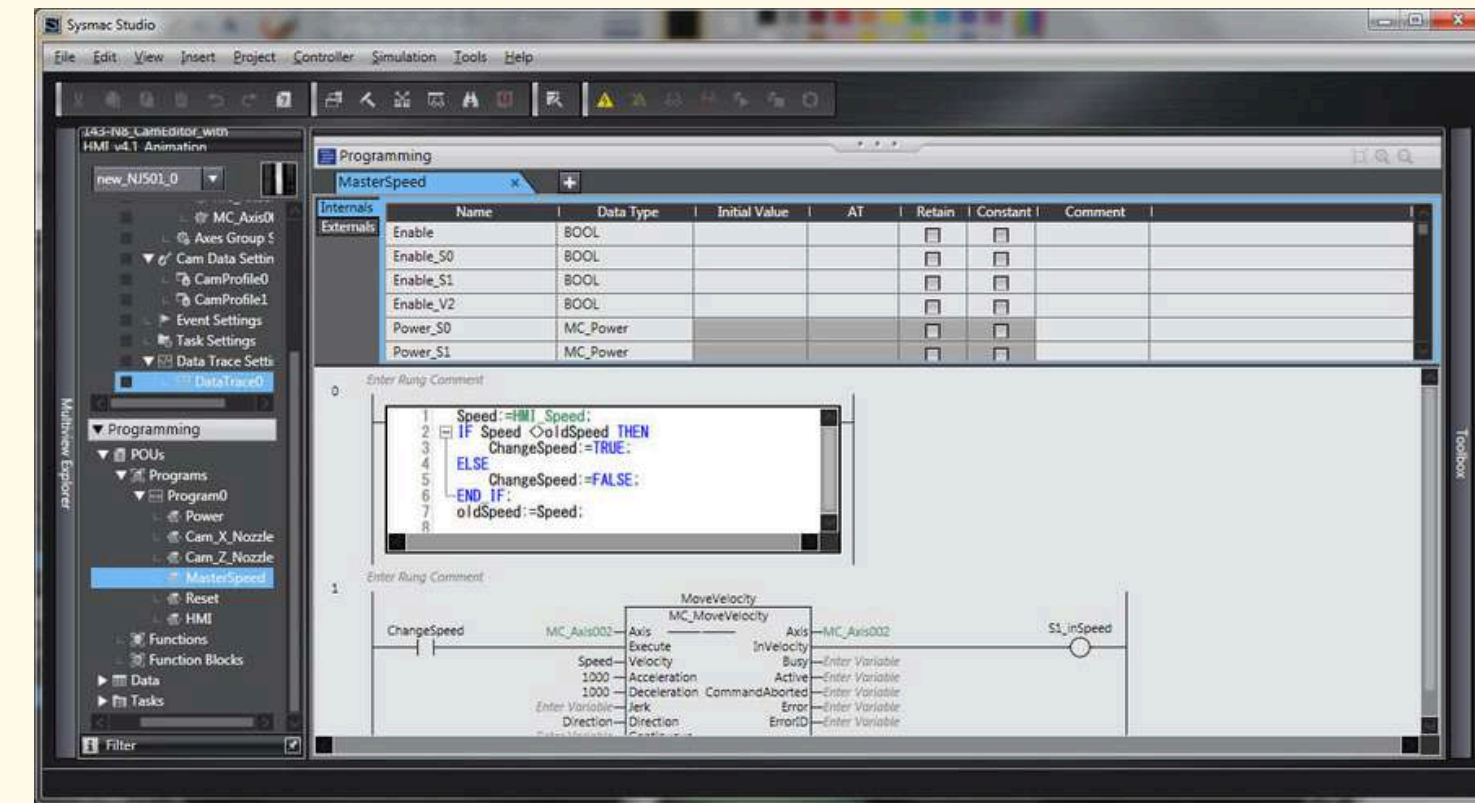 Sysmac Studio
File Edit View Insert Project Controller Simulation Tools Help
143-N8_CamEditor_with
HMI v4.1 Animation
new_NJ501_0
MC_Axis0
Axes Group S
Cam Data Settin
CamProfile0
CamProfile1
Event Settings
Task Settings
Data Trace Setti
DataTrace0
Multiview Explorer
Programming
POUs
Programs
Program0
Power
Cam_X_Nozzle
Cam_Z_Nozzle
MasterSpeed
Reset
HMI
Functions
Function Blocks
Data
Tasks
Filter
Programming
MasterSpeed
Internals
Externals
Name Data Type Initial Value AT Retain Constant Comment
Enable BOOL
Enable_S0 BOOL
Enable_S1 BOOL
Enable_V2 BOOL
Power_S0 MC_Power
Power_S1 MC_Power
0 Enter Rung Comment
1 Speed:=HMI_Speed;
2 IF Speed <>oldSpeed THEN
3 ChangeSpeed:=TRUE;
4 ELSE
5 ChangeSpeed:=FALSE;
6 END_IF;
7 oldSpeed:=Speed;
8
1 Enter Rung Comment
MoveVelocity
MC_MoveVelocity
ChangeSpeed MC_Axis002 Axis Axis MC_Axis002 S1_InSpeed
Execute InVelocity
Speed Velocity Busy Enter Variable
1000 Acceleration Active Enter Variable
1000 Deceleration CommandAborted Enter Variable
Enter Variable Jerk Error Enter Variable
Direction Direction ErrorID Enter Variable
Toolbox